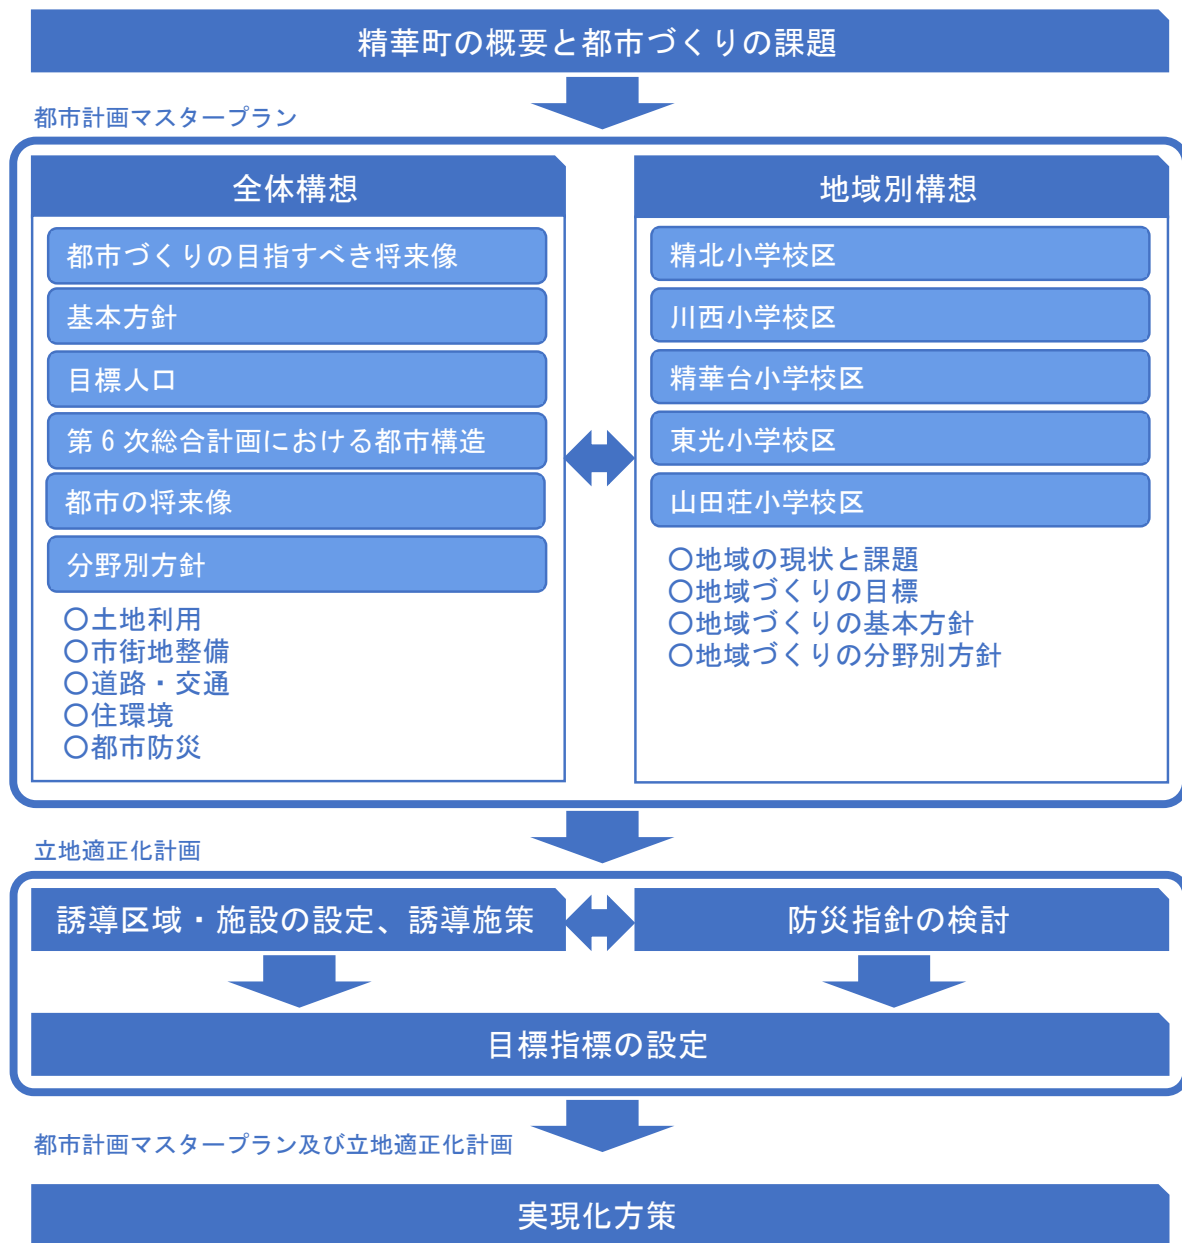 精華町の概要と都市づくりの課題
都市計画マスタープラン
全体構想
都市づくりの目指すべき将来像
基本方針
目標人口
第6次総合計画における都市構造
都市の将来像
分野別方針
〇土地利用
〇市街地整備
〇道路・交通
〇住環境
〇都市防災
地域別構想
精北小学校区
川西小学校区
精華台小学校区
東光小学校区
山田荘小学校区
〇地域の現状と課題
〇地域づくりの目標
〇地域づくりの基本方針
〇地域づくりの分野別方針
立地適正化計画
誘導区域・施設の設定、誘導施策
防災指針の検討
目標指標の設定
都市計画マスタープラン及び立地適正化計画
実現化方策